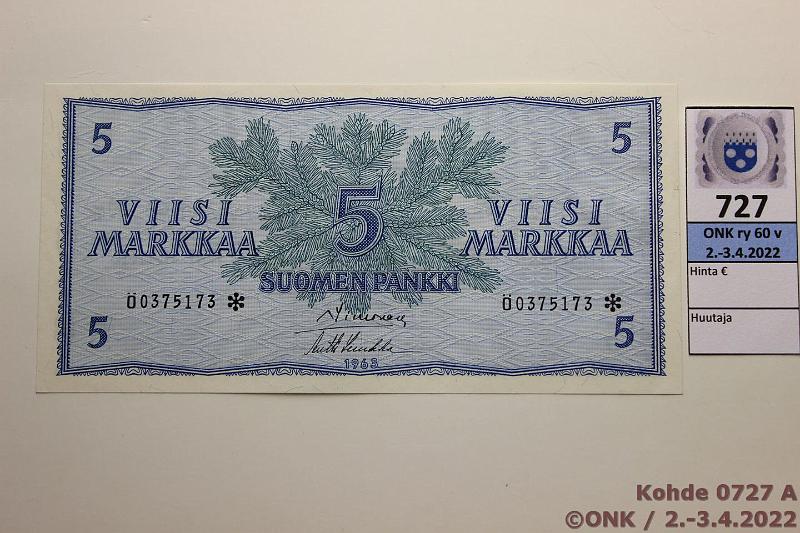 5
5
VIISI
MARKKAA
5
VIISI
MARKKAA
SUOMEN PANKKI
Ö0375173 *
Ö0375173 *
5
5
1963
727
ONK ry 60 v
2.-3.4.2022
Hinta €
Huutaja
Kohde 0727 A
©ONK / 2.-3.4.2022